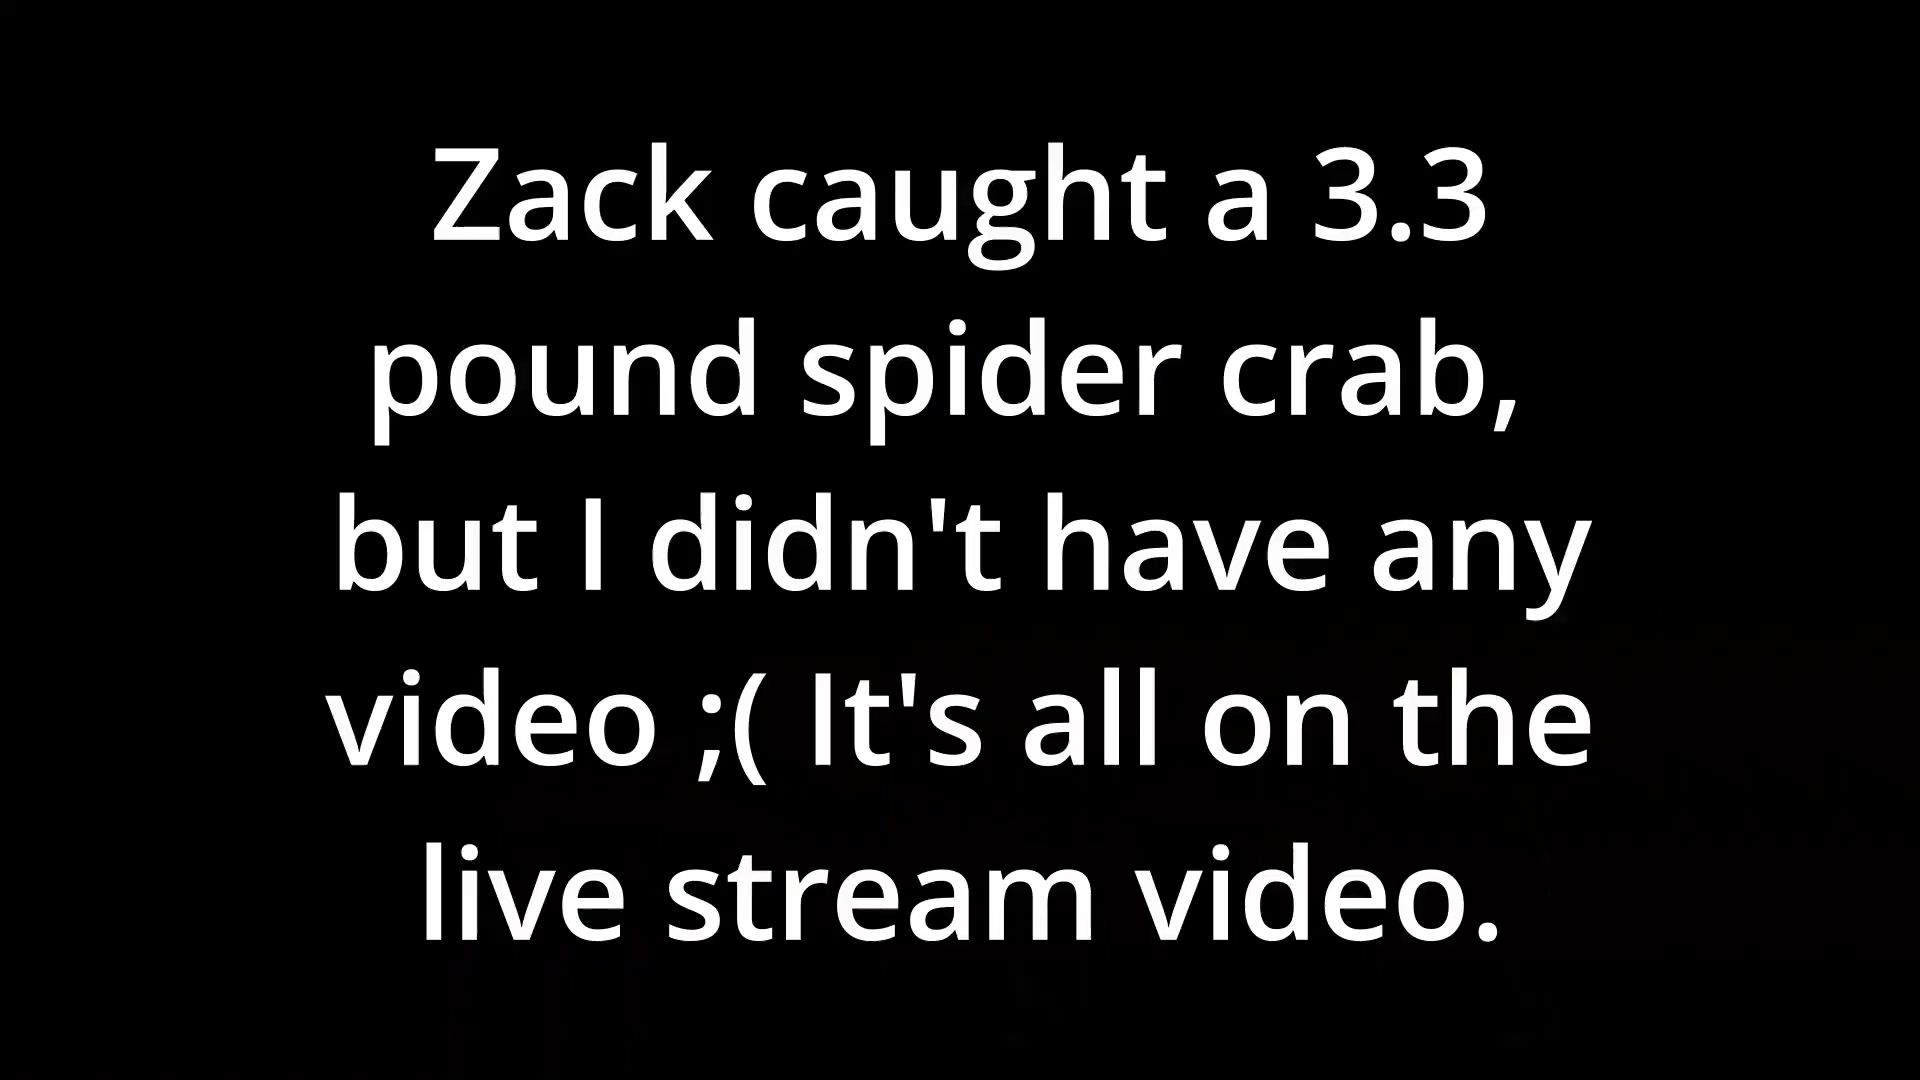 Zack caught a 3.3
pound spider crab,
but I didn't have any
video ;( It's all on the
live stream video.